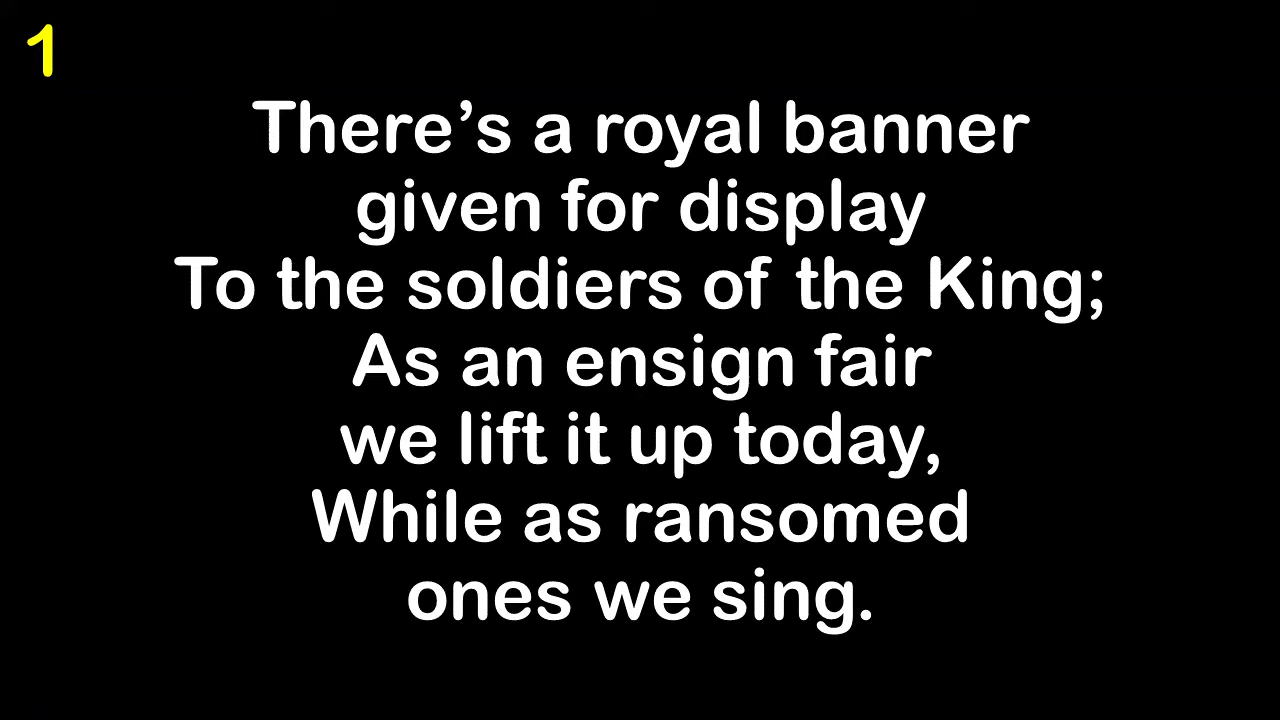 1
There’s a royal banner
given for display
To the soldiers of the King;
As an ensign fair
we lift it up today,
While as ransomed
ones we sing.